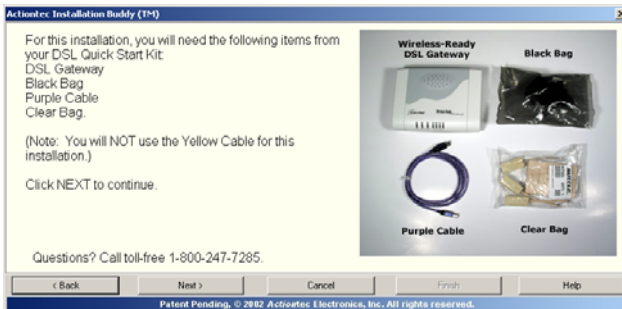 Actiontec Installation Buddy (TM)
For this installation, you will need the following items from
your DSL Quick Start Kit:
DSL Gateway
Black Bag
Purple Cable
Clear Bag.
(Note: You will NOT use the Yellow Cable for this
installation.)
Click NEXT to continue.
Questions? Call toll-free 1-800-247-7285.
Wireless-Ready
DSL Gateway
Black Bag
Purple Cable
Clear Bag
< Back
Next >
Cancel
Finish
Help
Patent Pending, © 2002 Actiontec Electronics, Inc. All rights reserved.